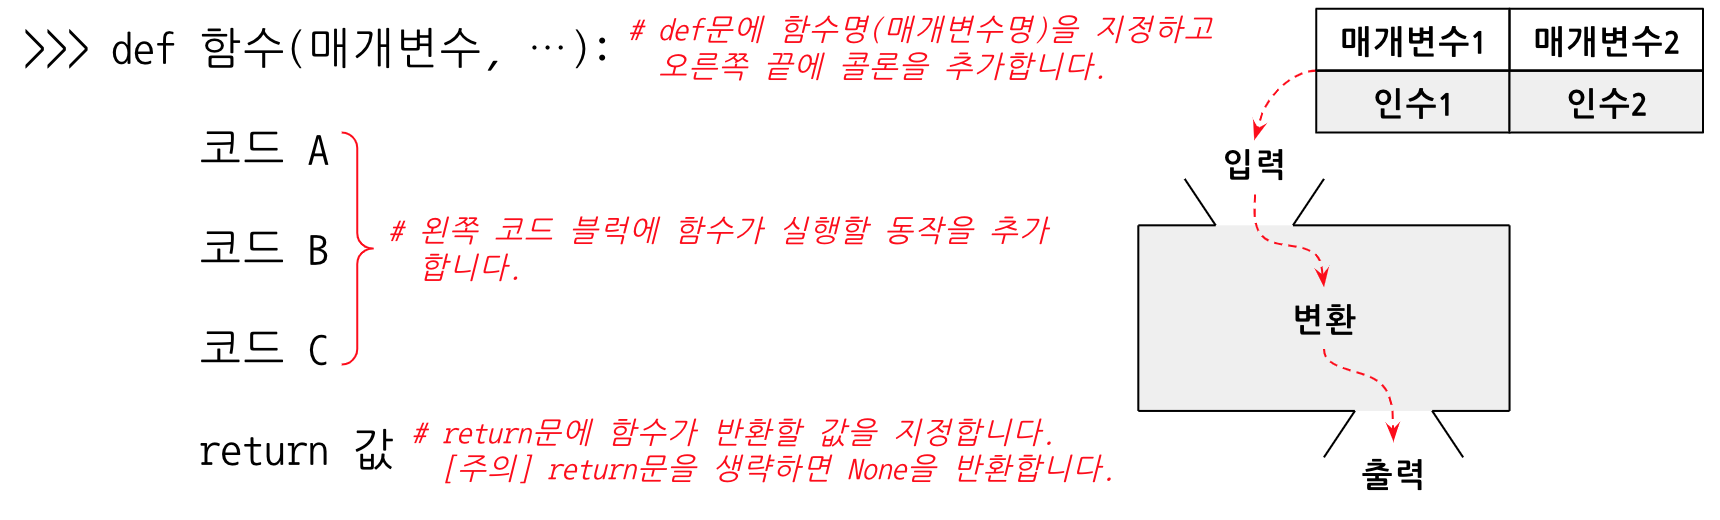 >>> def 함수(매개변수, …): # def문에 함수명(매개변수명)을 지정하고
오른쪽 끝에 콜론을 추가합니다.
코드 A
코드 B
# 왼쪽 코드 블럭에 함수가 실행할 동작을 추가
합니다.
코드 C
return 값 # return문에 함수가 반환할 값을 지정합니다.
[주의] return문을 생략하면 None을 반환합니다.
매개변수1 매개변수2
인수1 인수2
입력
변환
출력